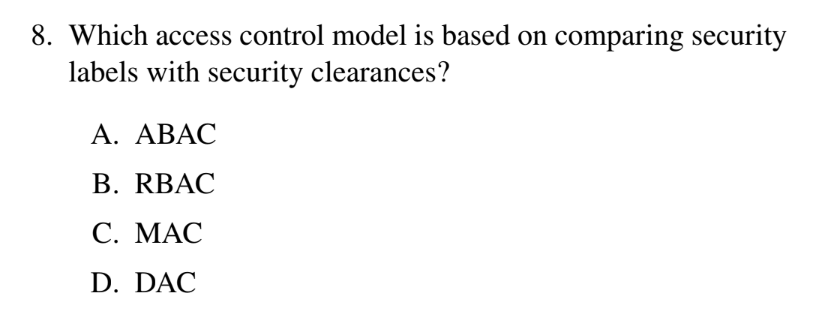 8. Which access control model is based on comparing security
labels with security clearances?
A. ABAC
B. RBAC
C. MAC
D. DAC